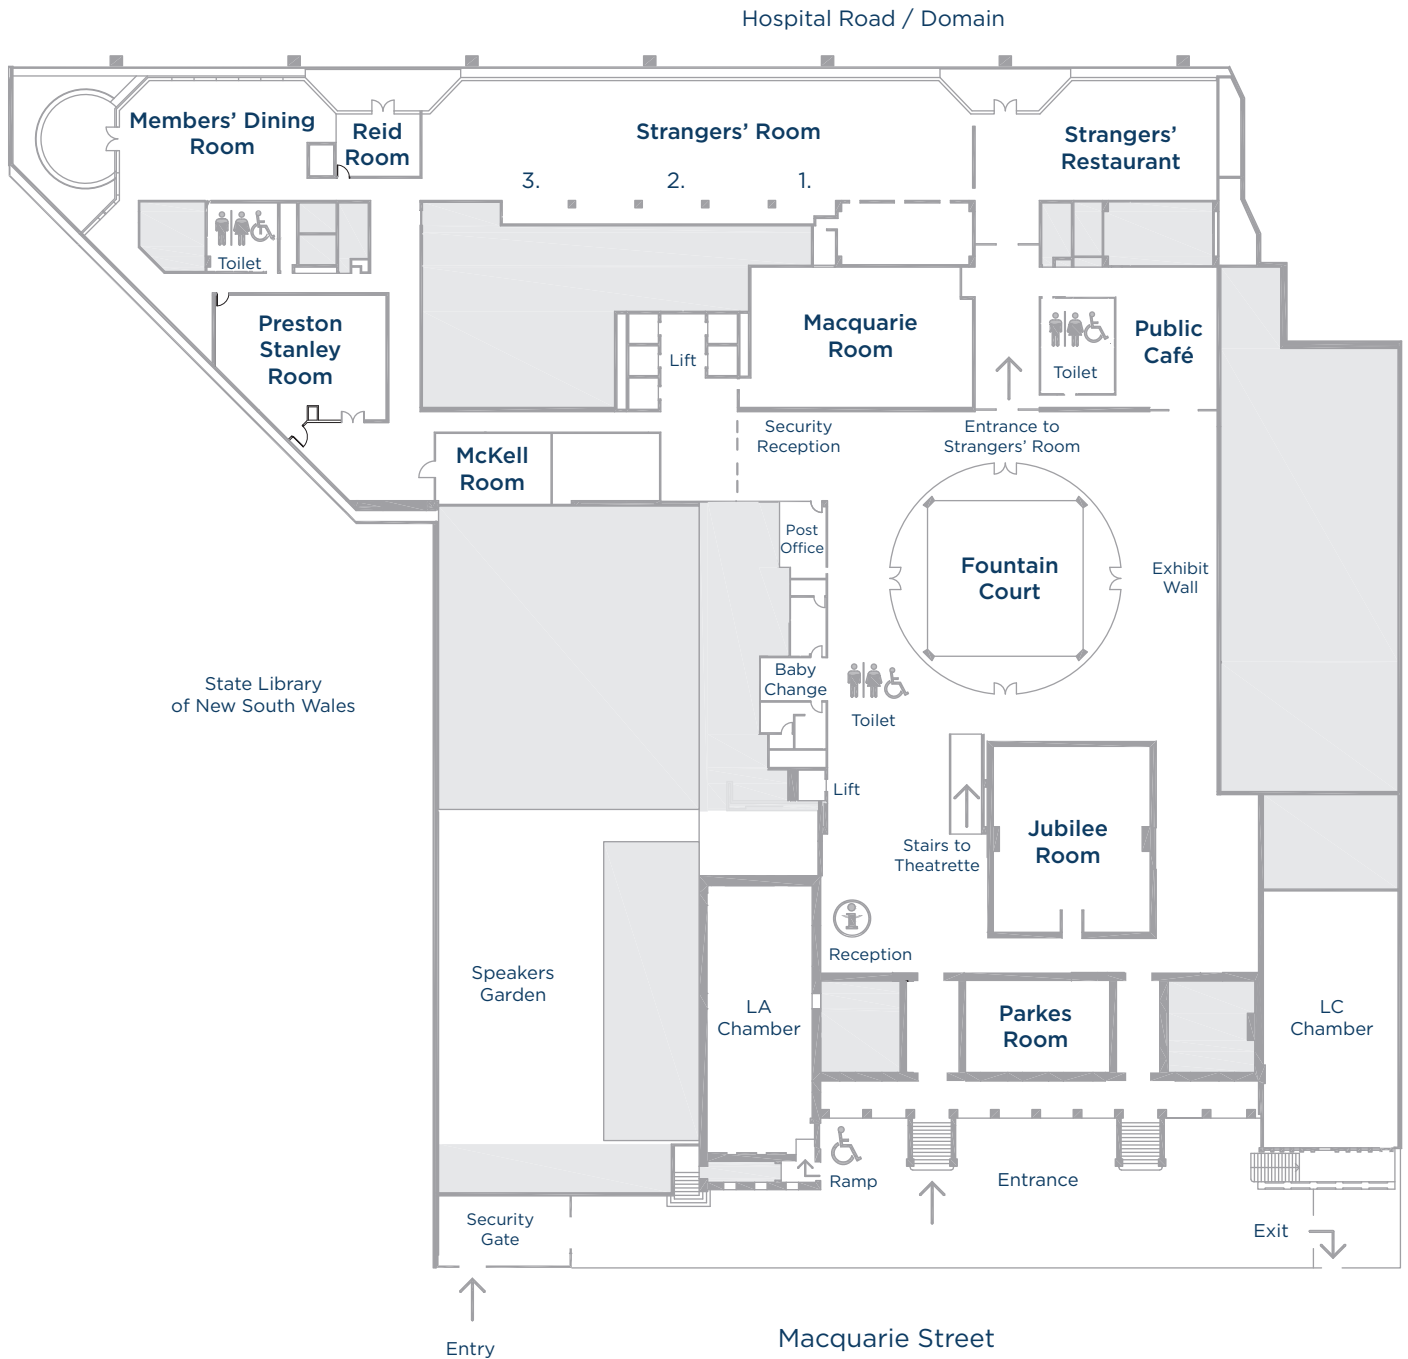 Hospital Road / Domain
Members' Dining
Room
Reid
Room
Strangers' Room
Strangers'
Restaurant
3.
2.
1.
Toilet
Preston
Stanley
Room
Lift
Macquarie
Room
Toilet
Public
Café
Security
Reception
Entrance to
Strangers' Room
McKell
Room
Post
Office
Fountain
Court
Exhibit
Wall
State Library
of New South Wales
Baby
Change
Toilet
Lift
Stairs to
Theatrette
Jubilee
Room
Reception
Speakers
Garden
LA
Chamber
Parkes
Room
LC
Chamber
Ramp
Entrance
Security
Gate
Exit
Entry
Macquarie Street